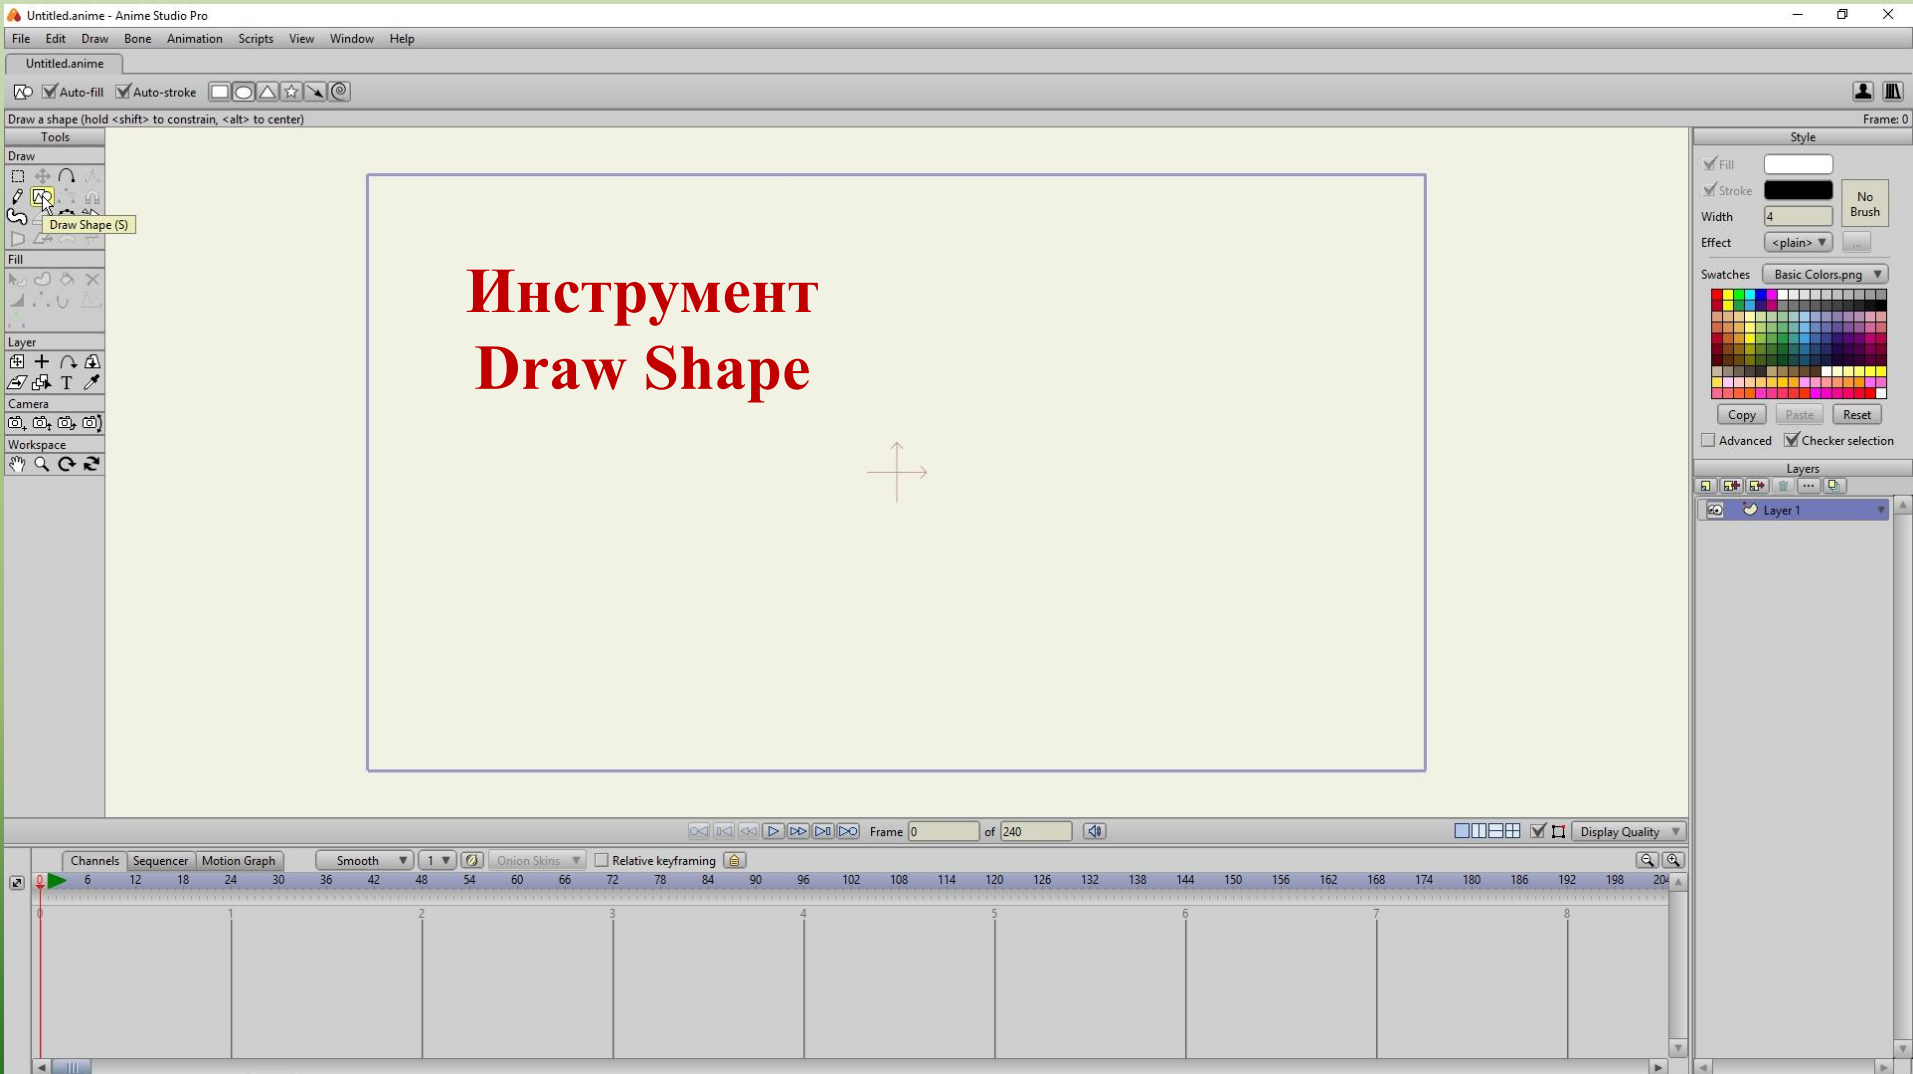 Untitled.anime - Anime Studio Pro
File Edit Draw Bone Animation Scripts View Window Help
Untitled.anime
Auto-fill Auto-stroke
Draw a shape (hold <shift> to constrain, <alt> to center) Frame: 0
Tools
Draw
Draw Shape (S)
Fill
Layer
T
Camera
Workspace
Инструмент
Draw Shape
Style
Fill
Stroke
No
Brush
Width 4
Effect <plain> ...
Swatches Basic Colors.png
Copy Paste Reset
Advanced Checker selection
Layers
Layer 1
Frame 0 of 240
Display Quality
Channels Sequencer Motion Graph Smooth 1 Onion Skins Relative keyframing
0 6 12 18 24 30 36 42 48 54 60 66 72 78 84 90 96 102 108 114 120 126 132 138 144 150 156 162 168 174 180 186 192 198 204
0 1 2 3 4 5 6 7 8